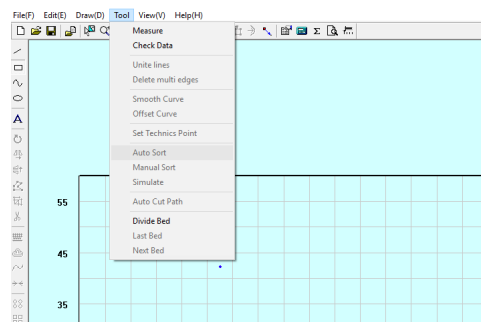 File(F) Edit(E) Draw(D) Tool View(V) Help(H)
Measure
Check Data
Unite lines
Delete multi edges
Smooth Curve
Offset Curve
Set Technics Point
Auto Sort
Manual Sort
Simulate
Auto Cut Path
Divide Bed
Last Bed
Next Bed
A
Σ
55
45
35